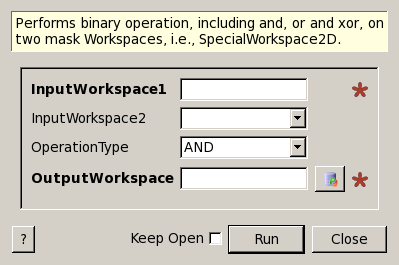 Performs binary operation, including and, or and xor, on
two mask Workspaces, i.e., SpecialWorkspace2D.
InputWorkspace1
InputWorkspace2
OperationType AND
OutputWorkspace
? Keep Open Run Close